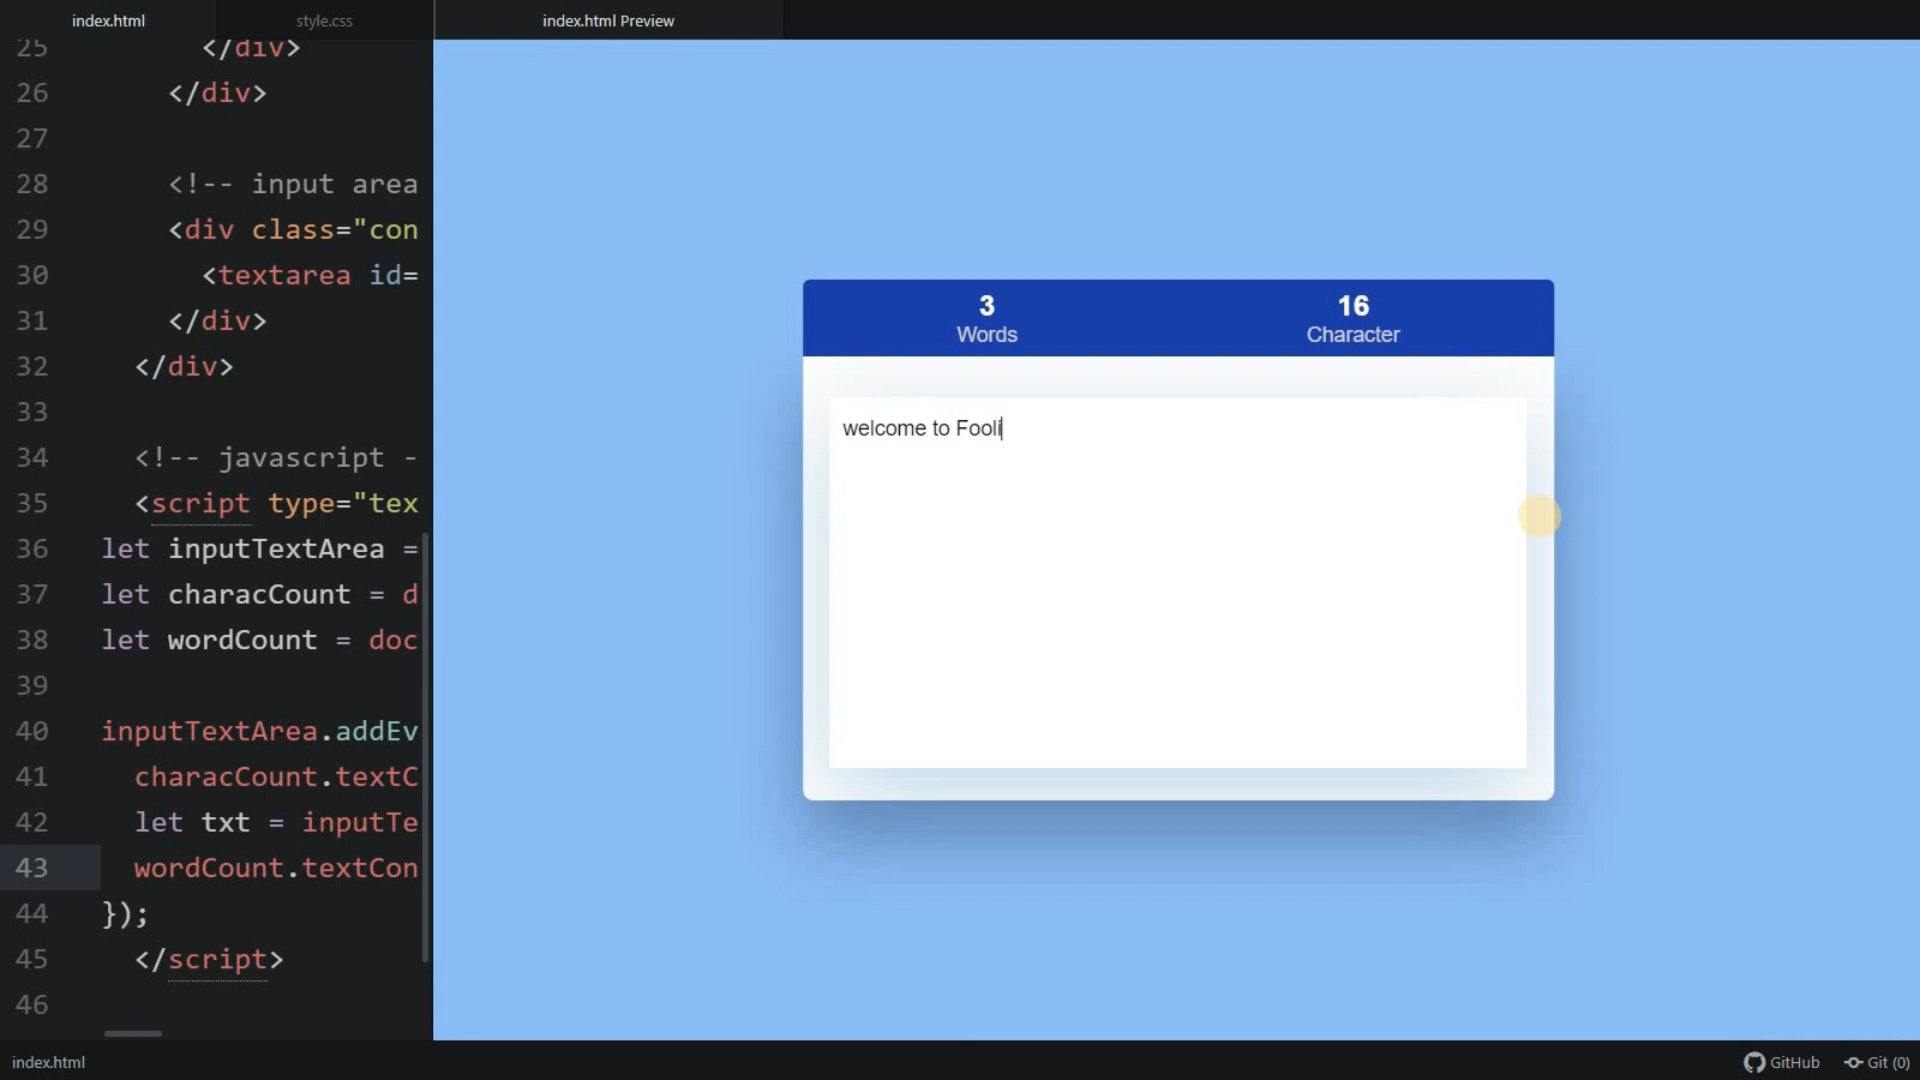 index.html
style.css
index.html Preview
25 </div>
26 </div>
27
28 <!-- input area
29 <div class="con
30 <textarea id=
31 </div>
32 </div>
33
34 <!-- javascript -
35 <script type="tex
36 let inputTextArea =
37 let characCount = d
38 let wordCount = doc
39
40 inputTextArea.addEv
41 characCount.textC
42 let txt = inputTe
43 wordCount.textCon
44 });
45 </script>
46
3
Words
16
Character
welcome to Fooli
index.html
GitHub
Git (0)